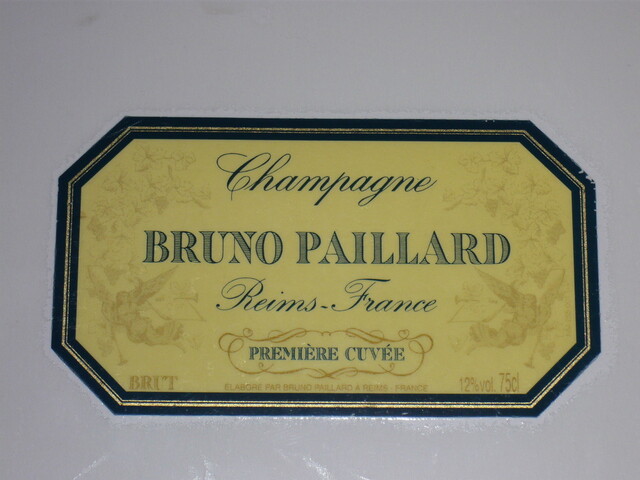 Champagne
BRUNO PAILLARD
Reims-France
PREMIÈRE CUVÉE
BRUT
ELABORÉ PAR BRUNO PAILLARD À REIMS - FRANCE
12% vol. 75cl